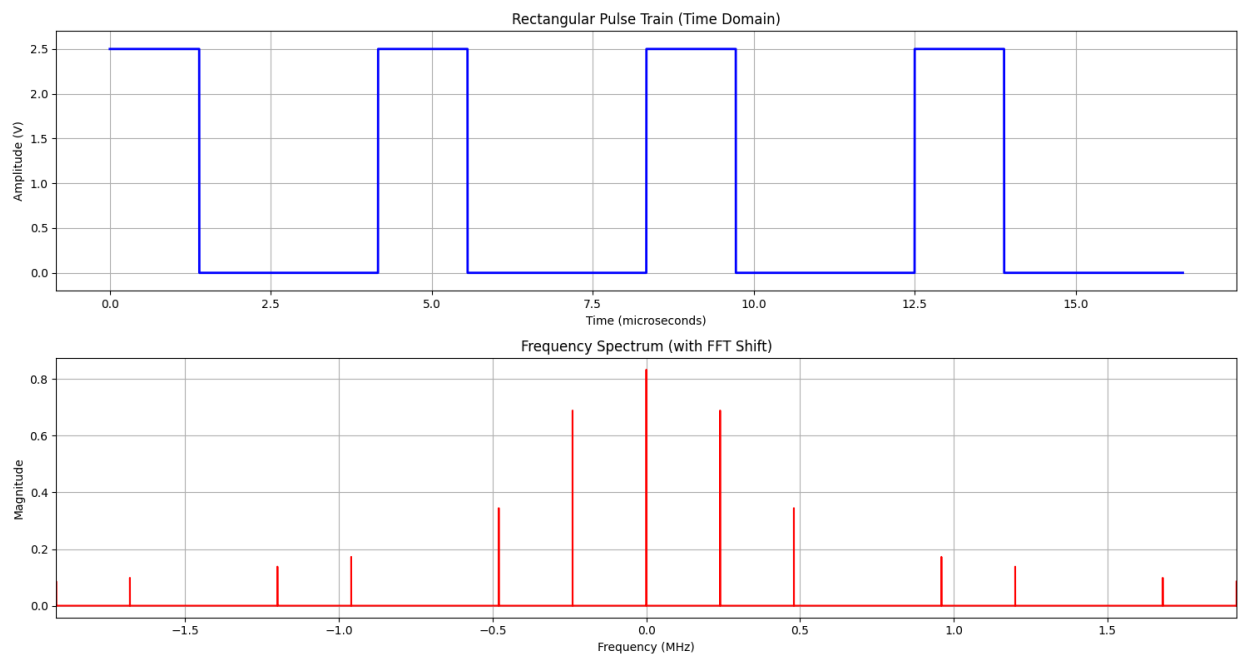 Rectangular Pulse Train (Time Domain)
2.5
2.0
1.5
1.0
0.5
0.0
Amplitude (V)
0.0 2.5 5.0 7.5 10.0 12.5 15.0
Time (microseconds)
Frequency Spectrum (with FFT Shift)
0.8
0.6
0.4
0.2
0.0
Magnitude
−1.5 −1.0 −0.5 0.0 0.5 1.0 1.5
Frequency (MHz)